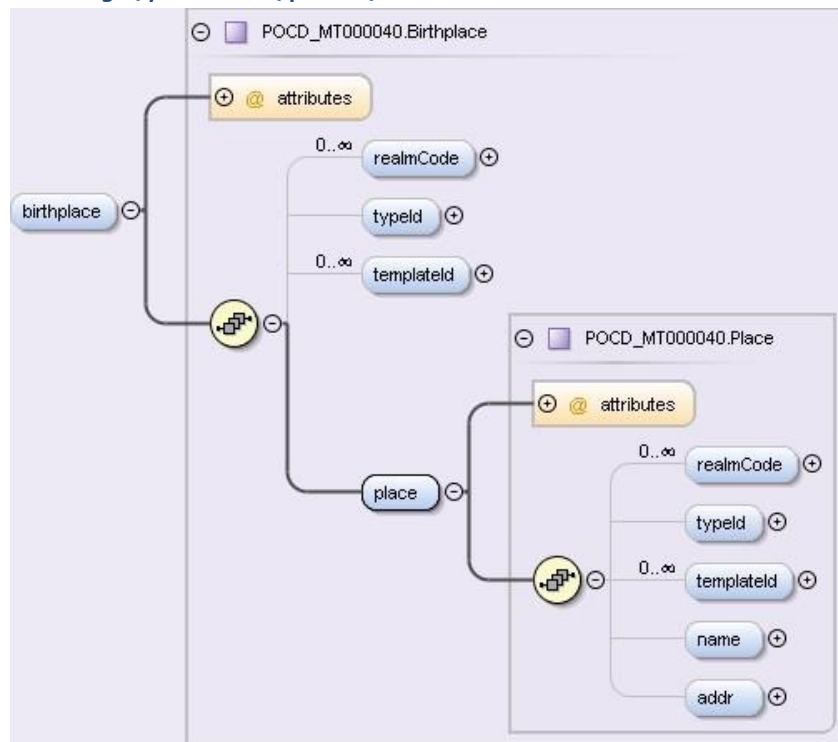 POCD_MT000040.Birthplace
@ attributes
0..∞
realmCode
birthplace
typeId
0..∞
templateId
POCD_MT000040.Place
@ attributes
0..∞
realmCode
place
typeId
0..∞
templateId
name
addr